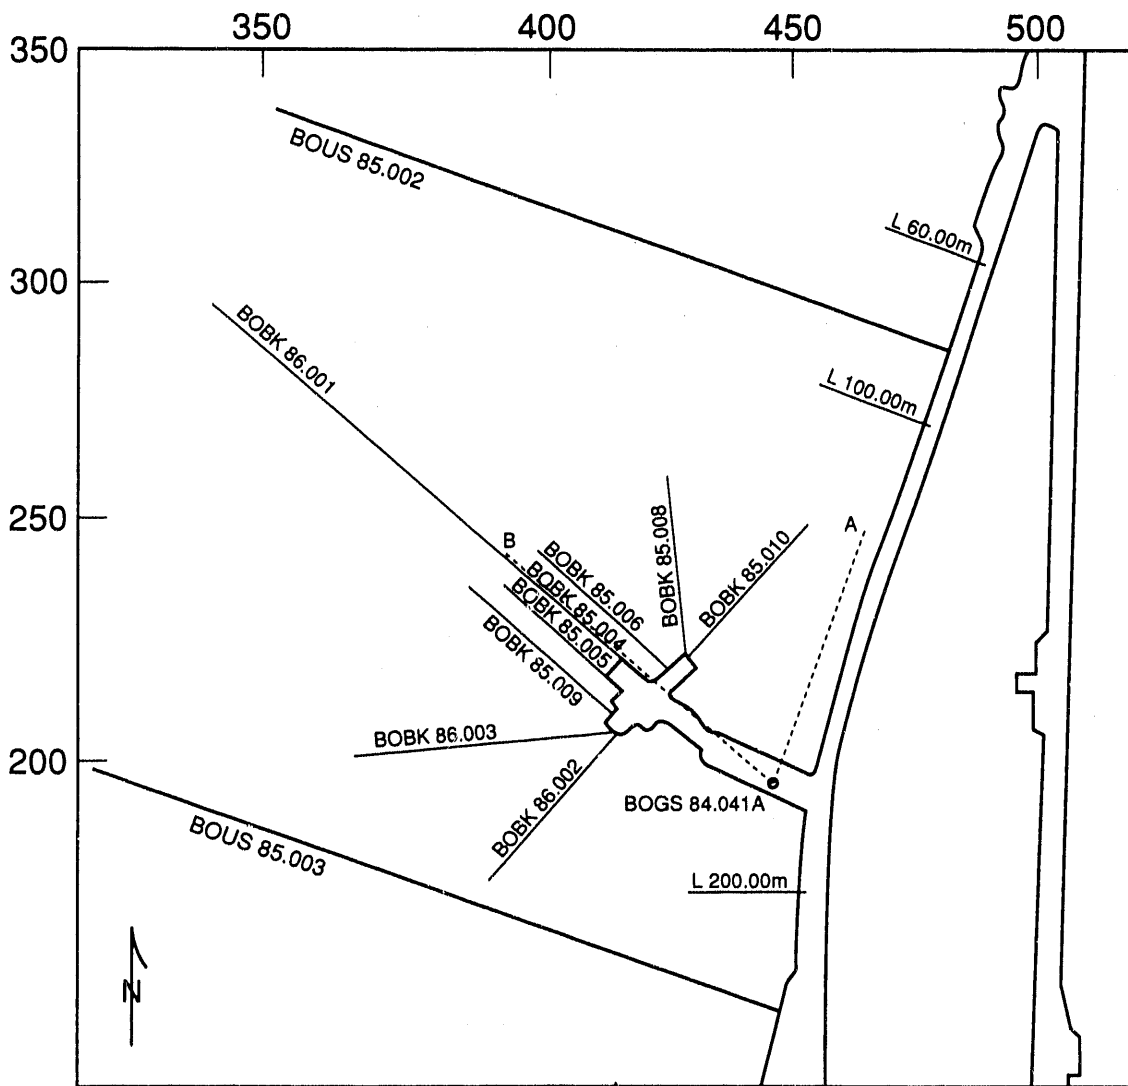 350 400 450 500
350
BOUS 85.002
L 60.00m
300
BOBK 86.001
L 100.00m
250
B
A
BOBK 85.006
BOBK 85.008
BOBK 85.010
BOBK 85.004
BOBK 85.005
BOBK 85.009
BOBK 86.003
200
BOBK 86.002
BOGS 84.041A
BOUS 85.003
L 200.00m
N